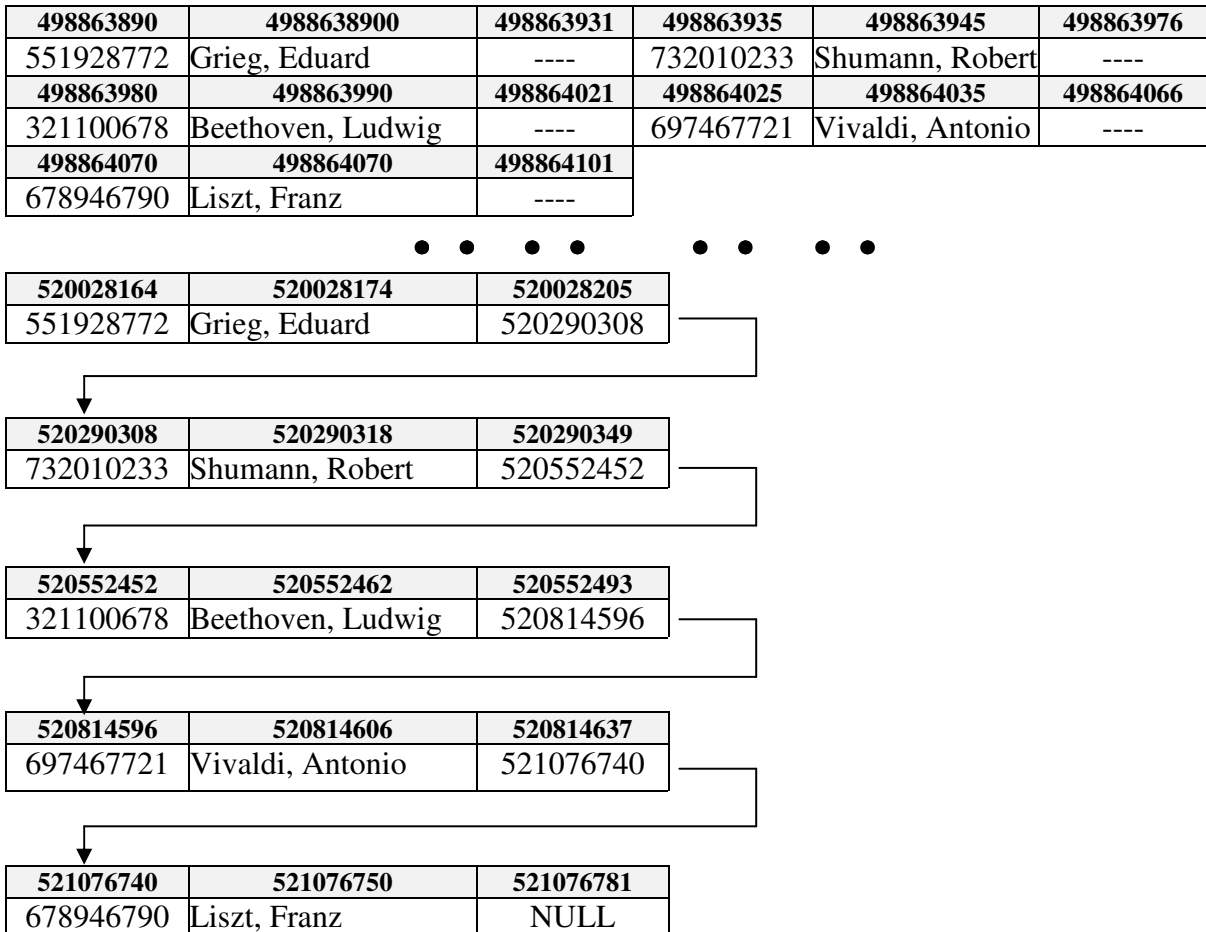 498863890 4988638900 498863931 498863935 498863945 498863976
551928772 Grieg, Eduard ---- 732010233 Shumann, Robert ----
498863980 498863990 498864021 498864025 498864035 498864066
321100678 Beethoven, Ludwig ---- 697467721 Vivaldi, Antonio ----
498864070 498864070 498864101
678946790 Liszt, Franz ----
520028164 520028174 520028205
551928772 Grieg, Eduard 520290308
520290308 520290318 520290349
732010233 Shumann, Robert 520552452
520552452 520552462 520552493
321100678 Beethoven, Ludwig 520814596
520814596 520814606 520814637
697467721 Vivaldi, Antonio 521076740
521076740 521076750 521076781
678946790 Liszt, Franz NULL